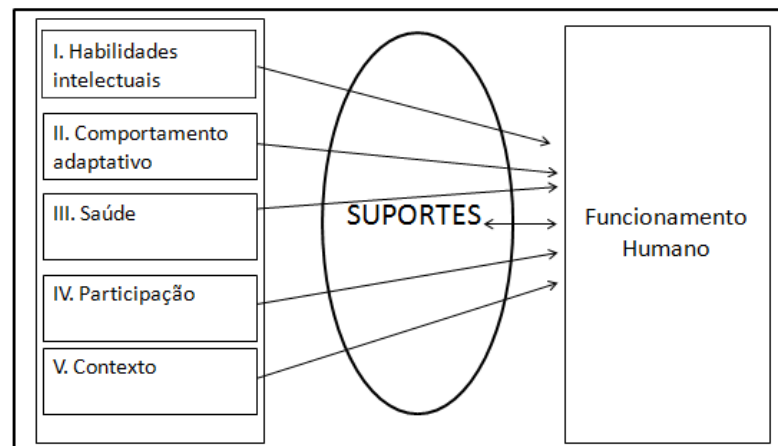 I. Habilidades
intelectuais
II. Comportamento
adaptativo
III. Saúde
IV. Participação
V. Contexto
SUPORTES
Funcionamento
Humano